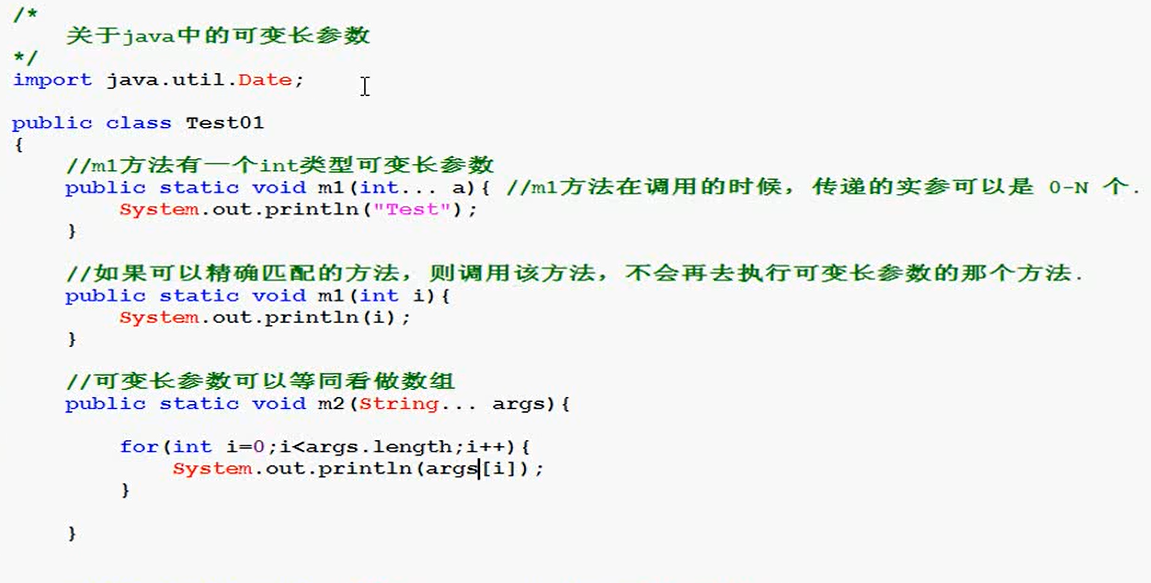 /*
    关于java中的可变长参数
*/
import java.util.Date;
public class Test01
{
    //m1方法有一个int类型可变长参数
    public static void m1(int... a){ //m1方法在调用的时候，传递的实参可以是 0-N 个.
        System.out.println("Test");
    }
    //如果可以精确匹配的方法，则调用该方法，不会再去执行可变长参数的那个方法.
    public static void m1(int i){
        System.out.println(i);
    }
    //可变长参数可以等同看做数组
    public static void m2(String... args){
        for(int i=0;i<args.length;i++){
            System.out.println(args[i]);
        }
    }